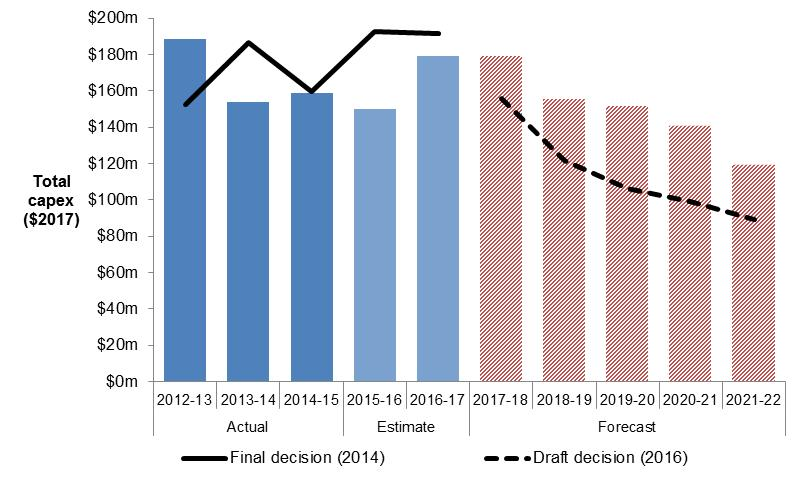 $200m
$180m
$160m
$140m
$120m
$100m
$80m
$60m
$40m
$20m
$0m
Total
capex
($2017)
2012-13 2013-14 2014-15 2015-16 2016-17 2017-18 2018-19 2019-20 2020-21 2021-22
Actual Estimate Forecast
Final decision (2014) Draft decision (2016)